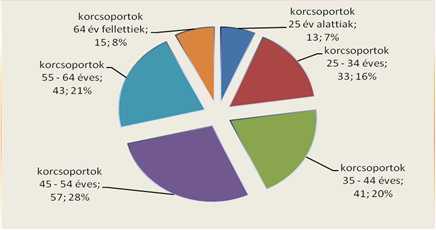 korcsoportok
64 év fellettiek;
15; 8%
korcsoportok
25 év alattiak;
13; 7%
korcsoportok
25 - 34 éves;
33; 16%
korcsoportok
35 - 44 éves;
41; 20%
korcsoportok
45 - 54 éves;
57; 28%
korcsoportok
55 - 64 éves;
43; 21%